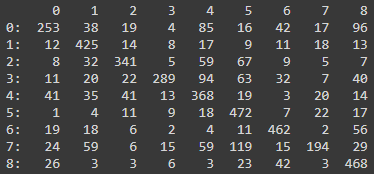 0 1 2 3 4 5 6 7 8
0: 253 38 19 4 85 16 42 17 96
1: 12 425 14 8 17 9 11 18 13
2: 8 32 341 5 59 67 9 5 7
3: 11 20 22 289 94 63 32 7 40
4: 41 35 41 13 368 19 3 20 14
5: 1 4 11 9 18 472 7 22 17
6: 19 18 6 2 4 11 462 2 56
7: 24 59 6 15 59 119 15 194 29
8: 26 3 3 6 3 23 42 3 468